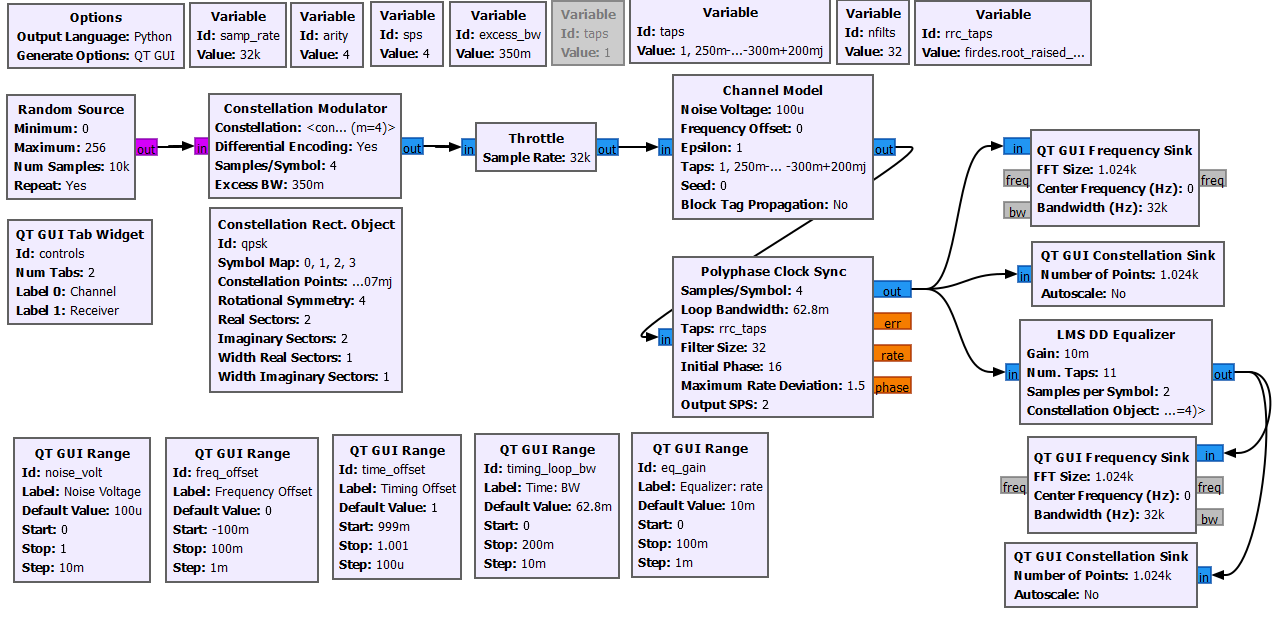 Options
Output Language: Python
Generate Options: QT GUI
Variable
Id: samp_rate
Value: 32k
Variable
Id: arity
Value: 4
Variable
Id: sps
Value: 4
Variable
Id: excess_bw
Value: 350m
Variable
Id: taps
Value: 1
Variable
Id: taps
Value: 1, 250m-...-300m+200mj
Variable
Id: nfilts
Value: 32
Variable
Id: rrc_taps
Value: firdes.root_raised_...
Random Source
Minimum: 0
Maximum: 256
Num Samples: 10k
Repeat: Yes
out
Constellation Modulator
Constellation: <con... (m=4)>
Differential Encoding: Yes
Samples/Symbol: 4
Excess BW: 350m
in
out
Throttle
Sample Rate: 32k
in
out
Channel Model
Noise Voltage: 100u
Frequency Offset: 0
Epsilon: 1
Taps: 1, 250m-... -300m+200mj
Seed: 0
Block Tag Propagation: No
in
out
QT GUI Frequency Sink
FFT Size: 1.024k
Center Frequency (Hz): 0
Bandwidth (Hz): 32k
in
freq
bw
freq
QT GUI Tab Widget
Id: controls
Num Tabs: 2
Label 0: Channel
Label 1: Receiver
Constellation Rect. Object
Id: qpsk
Symbol Map: 0, 1, 2, 3
Constellation Points: ...07mj
Rotational Symmetry: 4
Real Sectors: 2
Imaginary Sectors: 2
Width Real Sectors: 1
Width Imaginary Sectors: 1
Polyphase Clock Sync
Samples/Symbol: 4
Loop Bandwidth: 62.8m
Taps: rrc_taps
Filter Size: 32
Initial Phase: 16
Maximum Rate Deviation: 1.5
Output SPS: 2
in
out
err
rate
phase
QT GUI Constellation Sink
Number of Points: 1.024k
Autoscale: No
in
LMS DD Equalizer
Gain: 10m
Num. Taps: 11
Samples per Symbol: 2
Constellation Object: ...=4)>
in
out
QT GUI Range
Id: noise_volt
Label: Noise Voltage
Default Value: 100u
Start: 0
Stop: 1
Step: 10m
QT GUI Range
Id: freq_offset
Label: Frequency Offset
Default Value: 0
Start: -100m
Stop: 100m
Step: 1m
QT GUI Range
Id: time_offset
Label: Timing Offset
Default Value: 1
Start: 999m
Stop: 1.001
Step: 100u
QT GUI Range
Id: timing_loop_bw
Label: Time: BW
Default Value: 62.8m
Start: 0
Stop: 200m
Step: 10m
QT GUI Range
Id: eq_gain
Label: Equalizer: rate
Default Value: 10m
Start: 0
Stop: 100m
Step: 1m
QT GUI Frequency Sink
FFT Size: 1.024k
Center Frequency (Hz): 0
Bandwidth (Hz): 32k
freq
in
freq
bw
QT GUI Constellation Sink
Number of Points: 1.024k
Autoscale: No
in